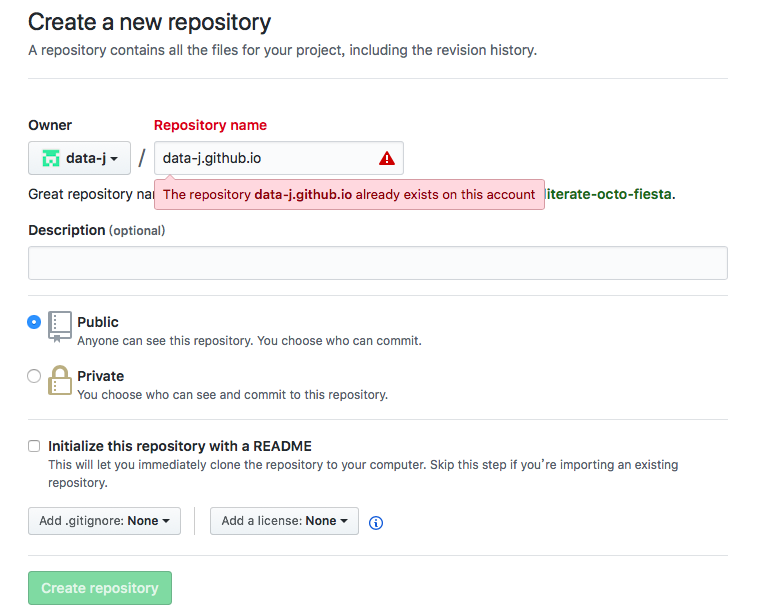 Create a new repository
A repository contains all the files for your project, including the revision history.
Owner
Repository name
data-j
/
data-j.github.io
Great repository
The repository data-j.github.io already exists on this account
iterate-octo-fiesta.
Description (optional)
Public
Anyone can see this repository. You choose who can commit.
Private
You choose who can see and commit to this repository.
Initialize this repository with a README
This will let you immediately clone the repository to your computer. Skip this step if you’re importing an existing
repository.
Add .gitignore: None
Add a license: None
Create repository